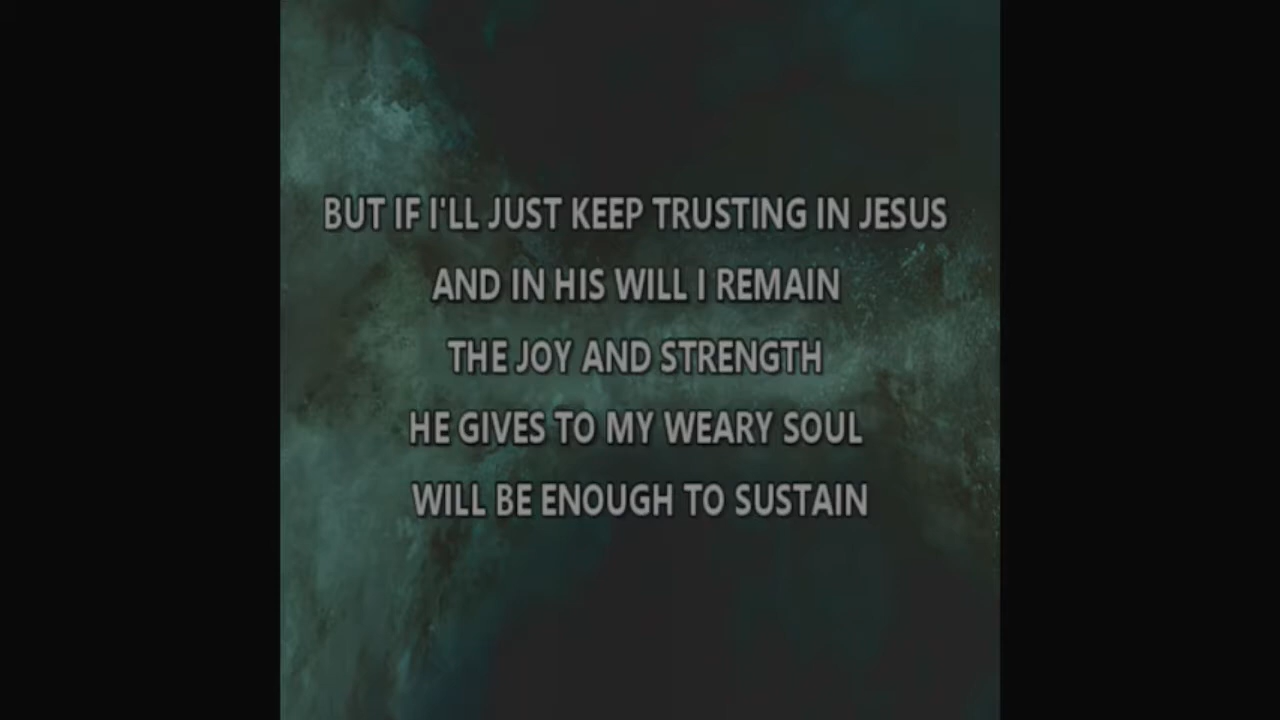 BUT IF I'LL JUST KEEP TRUSTING IN JESUS
AND IN HIS WILL I REMAIN
THE JOY AND STRENGTH
HE GIVES TO MY WEARY SOUL
WILL BE ENOUGH TO SUSTAIN